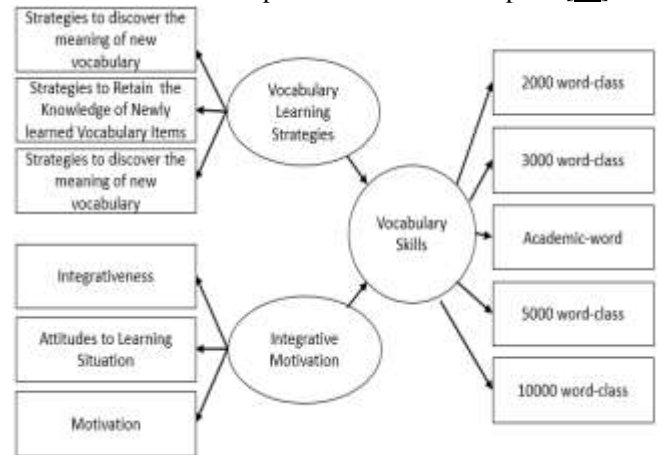 Strategies to discover the
meaning of new
vocabulary
Strategies to Retain the
Knowledge of Newly
learned Vocabulary Items
Strategies to discover the
meaning of new
vocabulary
Vocabulary
Learning
Strategies
Integrativeness
Attitudes to Learning
Situation
Motivation
Integrative
Motivation
Vocabulary
Skills
2000 word-class
3000 word-class
Academic-word
5000 word-class
10000 word-class